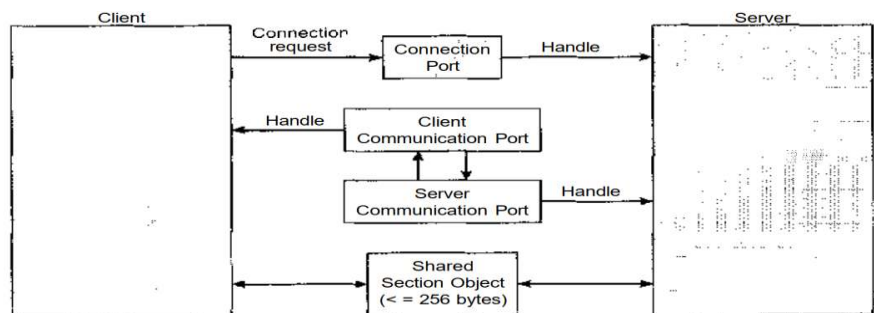 Client
Server
Connection
request
Connection
Port
Handle
Handle
Client
Communication Port
Server
Communication Port
Handle
Shared
Section Object
(< = 256 bytes)